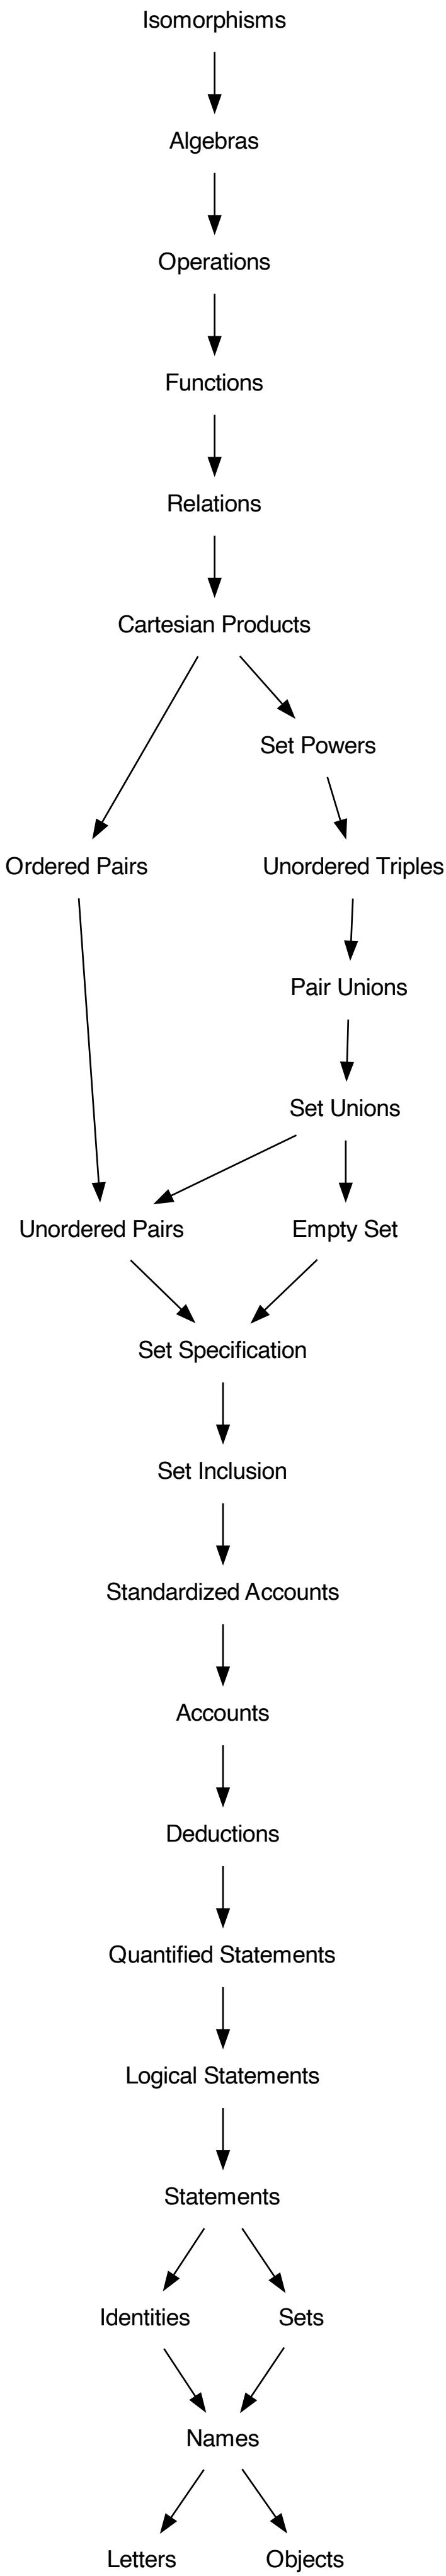 Isomorphisms
Algebras
Operations
Functions
Relations
Cartesian Products
Set Powers
Ordered Pairs
Unordered Triples
Pair Unions
Set Unions
Unordered Pairs
Empty Set
Set Specification
Set Inclusion
Standardized Accounts
Accounts
Deductions
Quantified Statements
Logical Statements
Statements
Identities
Sets
Names
Letters
Objects